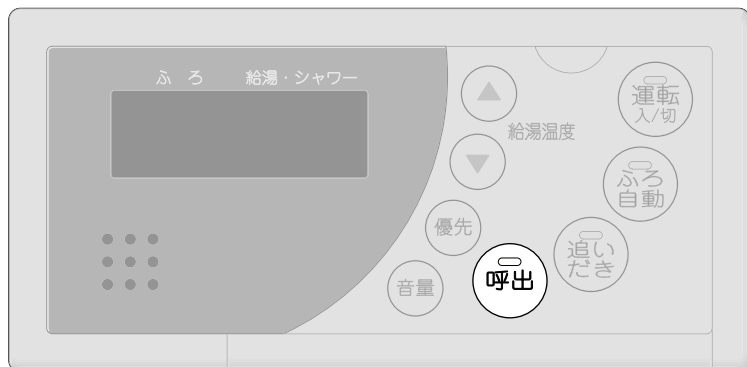 ふろ 給湯・シャワー
給湯温度
運転
入/切
ふろ
自動
優先
追い
だき
呼出
音量